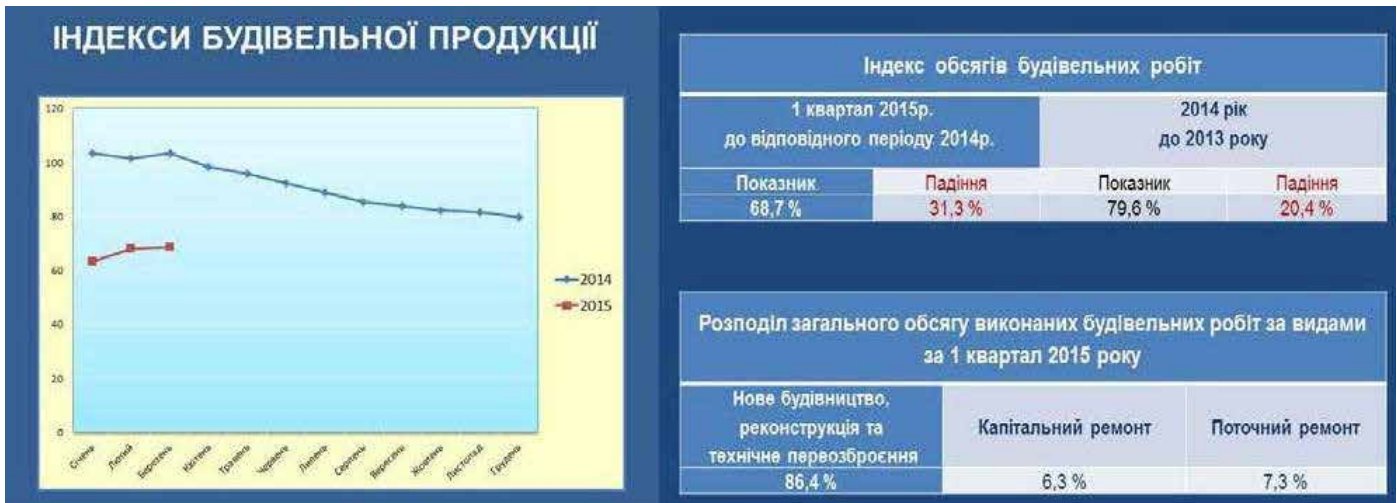 ІНДЕКСИ БУДІВЕЛЬНОЇ ПРОДУКЦІЇ
120
100
80
60
40
20
0
Січень
Лютий
Березень
Квітень
Травень
Червень
Липень
Серпень
Вересень
Жовтень
Листопад
Грудень
2014
2015
Індекс обсягів будівельних робіт
1 квартал 2015р.
до відповідного періоду 2014р.
2014 рік
до 2013 року
Показник Падіння Показник Падіння
68,7 % 31,3 % 79,6 % 20,4 %
Розподіл загального обсягу виконаних будівельних робіт за видами
за 1 квартал 2015 року
Нове будівництво,
реконструкція та
технічне переозброєння
Капітальний ремонт
Поточний ремонт
86,4 % 6,3 % 7,3 %